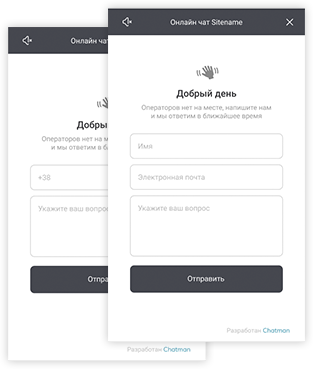 Онлайн чат
Добры
Операторов нет на
и мы ответим в бл
+38
Укажите ваш вопрос
Отпра
Разработан Chatman
Онлайн чат Sitename
Добрый день
Операторов нет на месте, напишите нам
и мы ответим в ближайшее время
Имя
Электронная почта
Укажите ваш вопрос
Отправить
Разработан Chatman